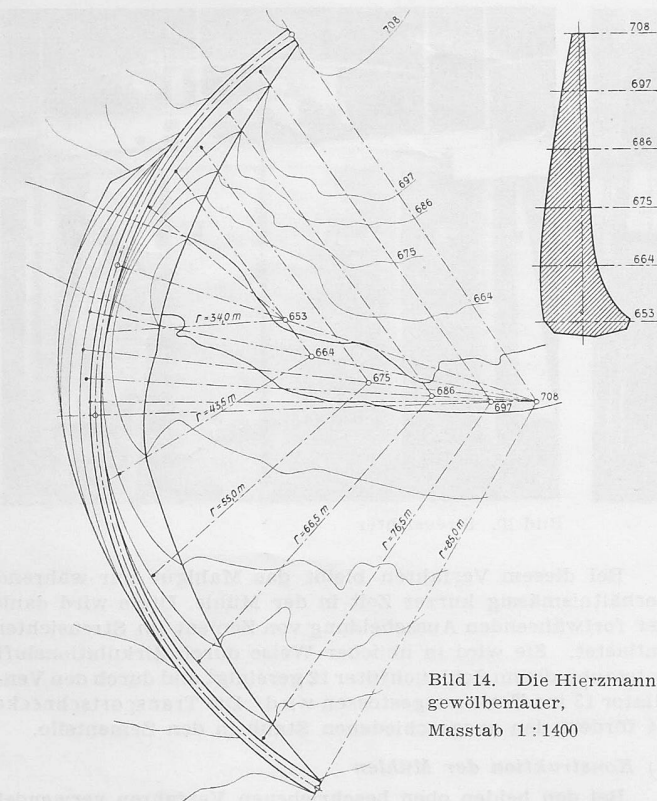 708
708
697
697
686
686
675
675
664
664
653
653
r=34,0 m
664
675
r=43,5 m
686
697
708
r=55,0 m
r=66,5 m
r=76,5 m
r=85,0 m
Bild 14. Die Hierzmann
gewölbemauer,
Masstab 1:1400